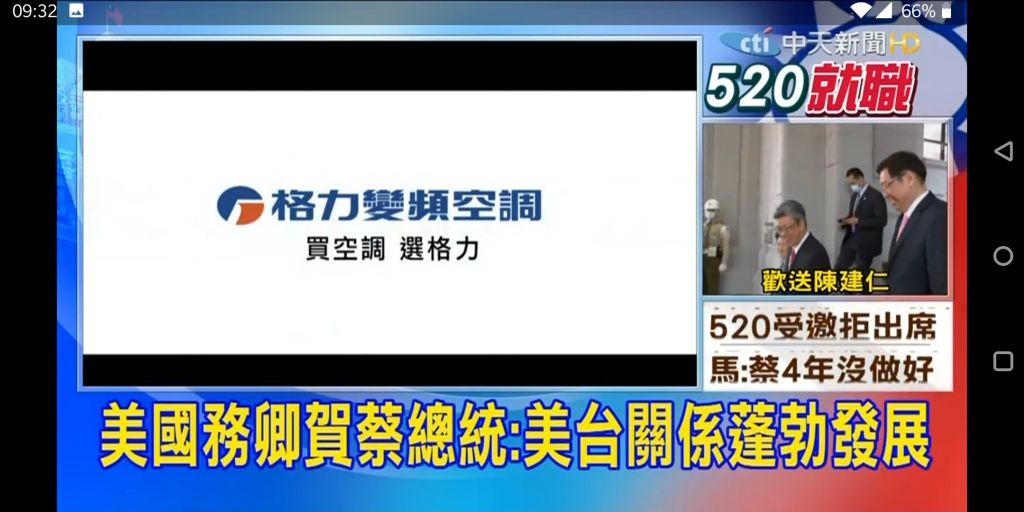 09:32
66%
cti 中天新聞HD
520就職
格力變頻空調
買空調 選格力
歡送陳建仁
520受邀拒出席
馬:蔡4年沒做好
美國務卿賀蔡總統:美台關係蓬勃發展